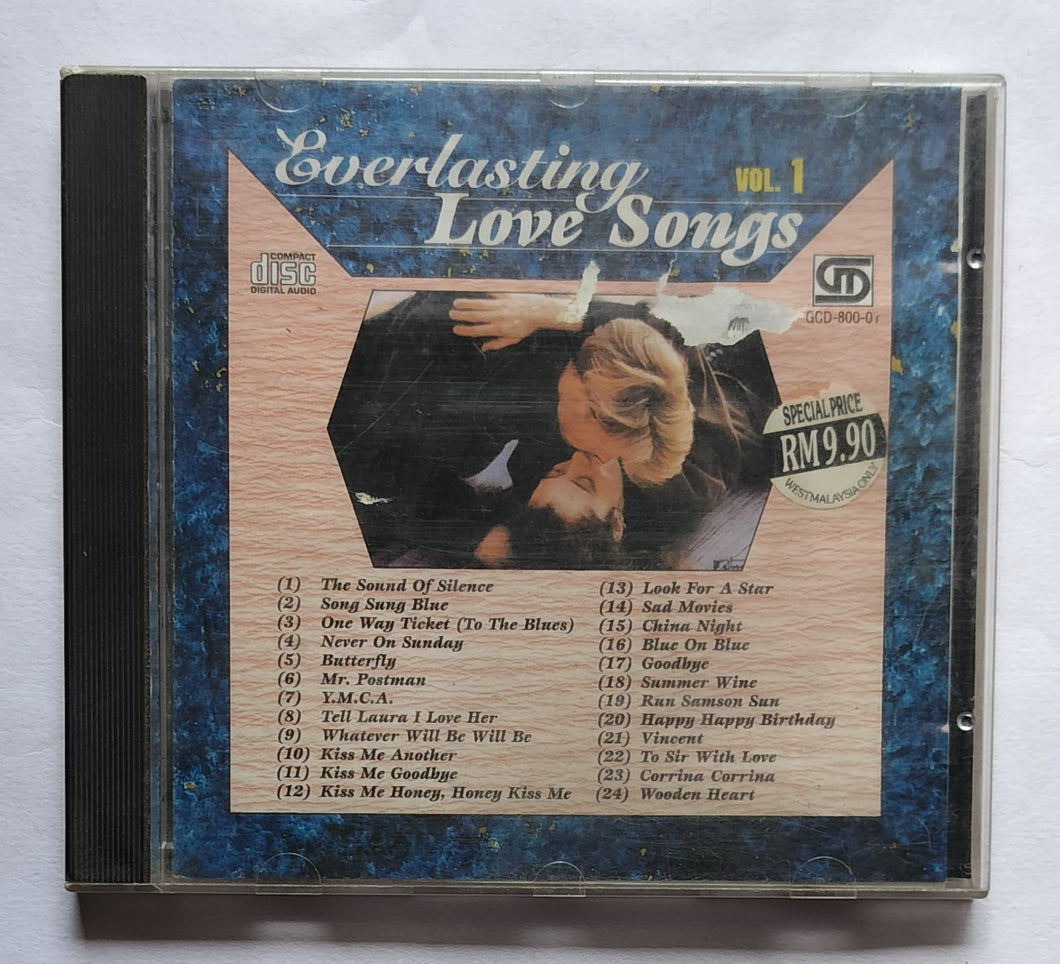 Everlasting
VOL. 1
Love Songs
COMPACT
disc
DIGITAL AUDIO
GCD-800-01
SPECIAL PRICE
RM9.90
WEST MALAYSIA ONLY
(1) The Sound Of Silence
(2) Song Sung Blue
(3) One Way Ticket (To The Blues)
(4) Never On Sunday
(5) Butterfly
(6) Mr. Postman
(7) Y.M.C.A.
(8) Tell Laura I Love Her
(9) Whatever Will Be Will Be
(10) Kiss Me Another
(11) Kiss Me Goodbye
(12) Kiss Me Honey, Honey Kiss Me
(13) Look For A Star
(14) Sad Movies
(15) China Night
(16) Blue On Blue
(17) Goodbye
(18) Summer Wine
(19) Run Samson Sun
(20) Happy Happy Birthday
(21) Vincent
(22) To Sir With Love
(23) Corrina Corrina
(24) Wooden Heart